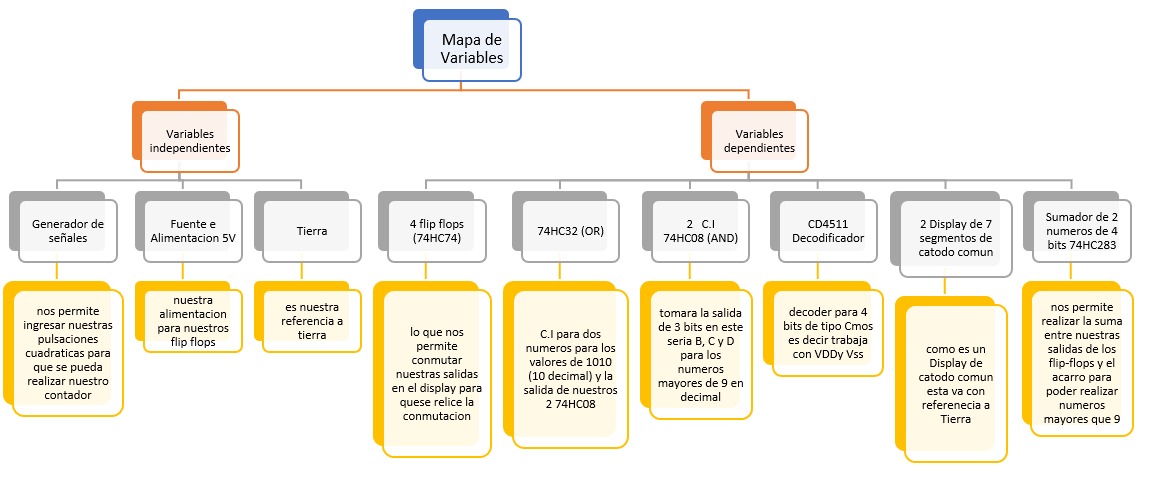 Mapa de
Variables
Variables
independientes
Variables
dependientes
Generador de
señales
Fuente e
Alimentacion 5V
Tierra
4 flip flops
(74HC74)
74HC32 (OR)
2 C.I
74HC08 (AND)
CD4511
Decodificador
2 Display de 7
segmentos de
catodo comun
Sumador de 2
numeros de 4
bits 74HC283
nos permite
ingresar nuestras
pulsaciones
cuadraticas para
que se pueda
realizar nuestro
contador
nuestra
alimentacion
para nuestros
flip flops
es nuestra
referencia a
tierra
lo que nos
permite
conmutar
nuestras salidas
en el display para
quese relice la
conmutacion
C.I para dos
numeros para los
valores de 1010
(10 decimal) y la
salida de nuestros
2 74HC08
tomara la salida
de 3 bits en este
seria B, C y D
para los
numeros
mayores de 9 en
decimal
decoder para 4
bits de tipo Cmos
es decir trabaja
con VDDy Vss
como es un
Display de
catodo comun
esta va con
referenecia a
Tierra
nos permite
realizar la suma
entre nuestras
salidas de los
flip-flops y el
acarro para
poder realizar
numeros
mayores que 9